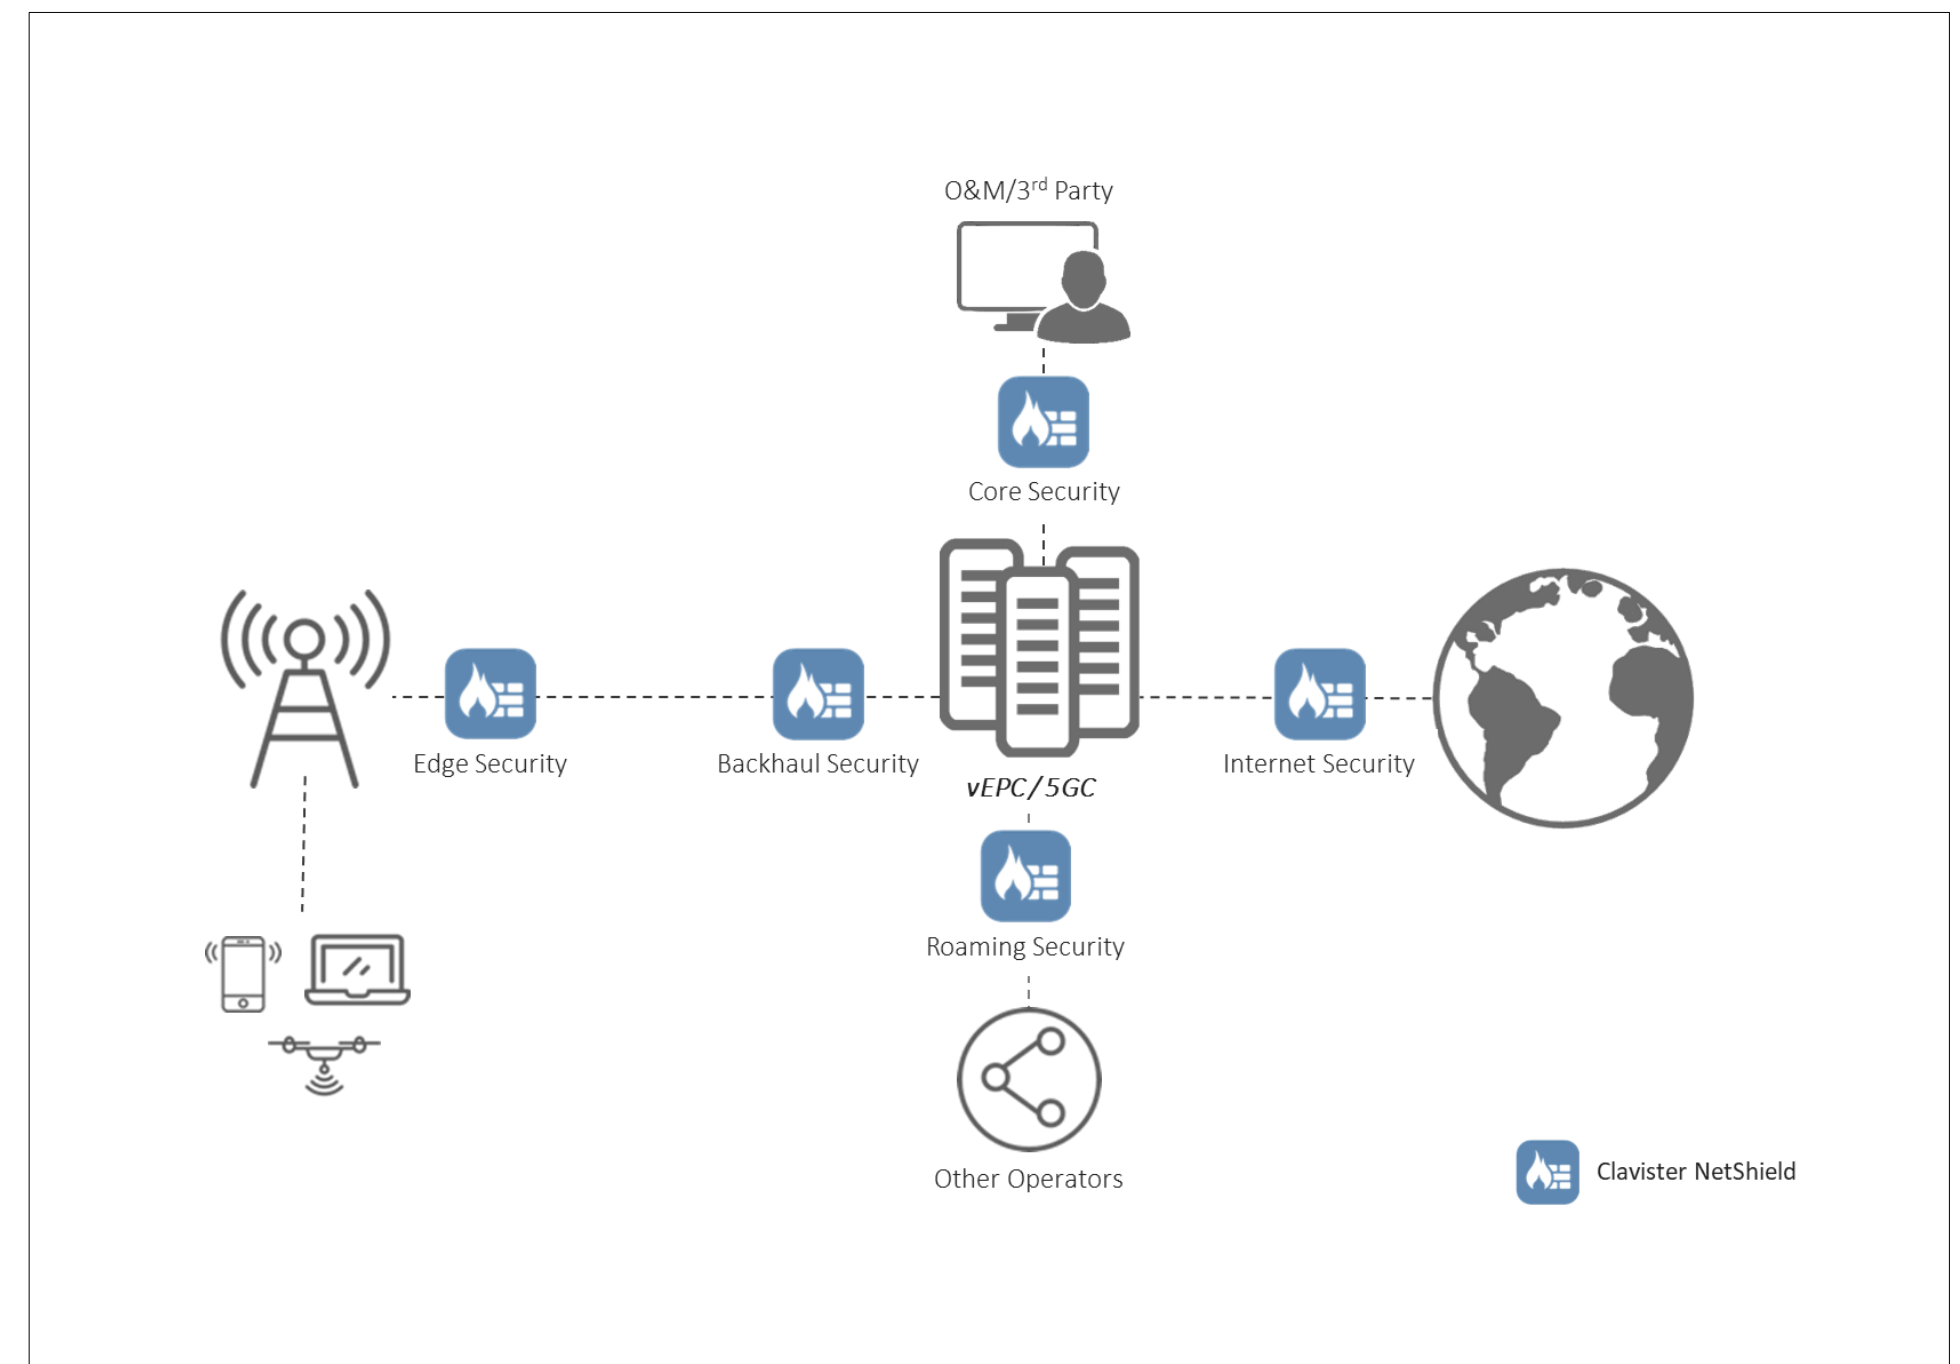 O&M/3rd Party
Core Security
Edge Security
Backhaul Security
Internet Security
vEPC/5GC
Roaming Security
Other Operators
Clavister NetShield